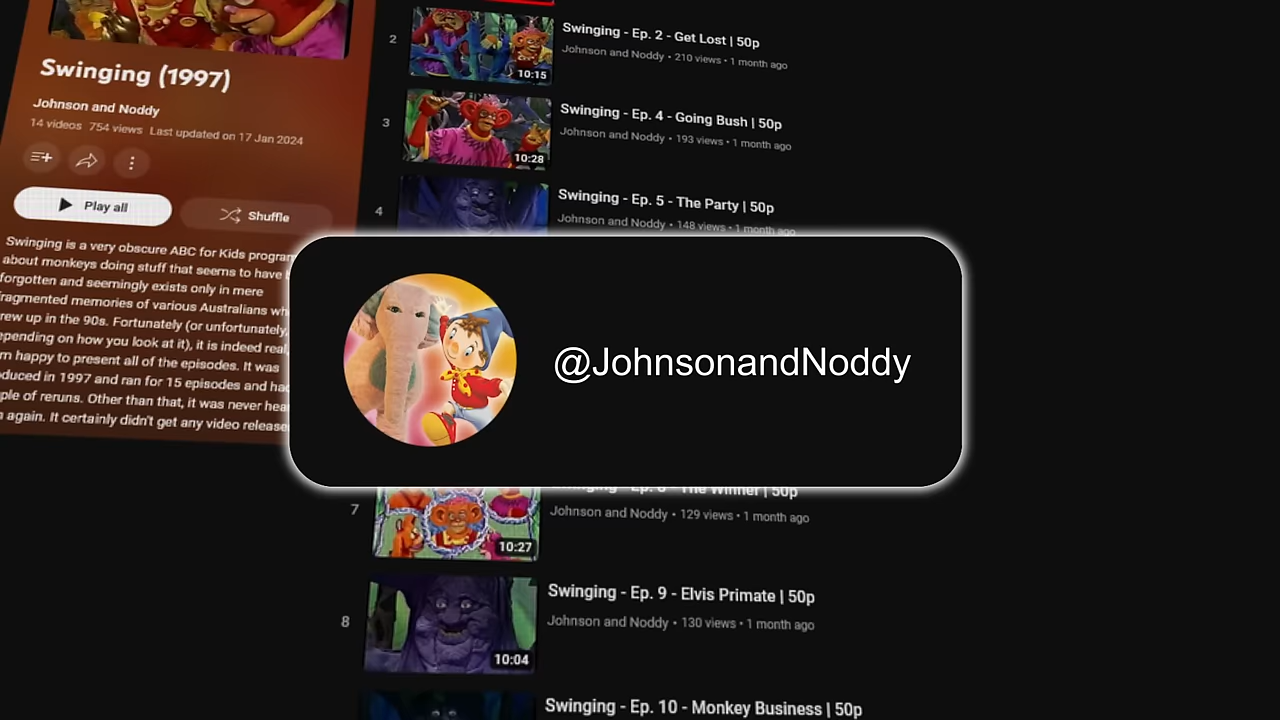 Swinging (1997)
Johnson and Noddy
14 videos 754 views Last updated on 17 Jan 2024
Play all
Shuffle
Swinging is a very obscure ABC for Kids program
about monkeys doing stuff that seems to have
forgotten and seemingly exists only in mere
fragmented memories of various Australians
grew up in the 90s. Fortunately (or unfortunately,
depending on how you look at it), it is indeed real,
happy to present all of the episodes. It was
produced in 1997 and ran for 15 episodes and had
of reruns. Other than that, it was never
again. It certainly didn't get any video release
2
10:15
Swinging - Ep. 2 - Get Lost | 50p
Johnson and Noddy • 210 views • 1 month ago
3
10:28
Swinging - Ep. 4 - Going Bush | 50p
Johnson and Noddy • 193 views • 1 month ago
4
Swinging - Ep. 5 - The Party | 50p
Johnson and Noddy • 148 views • 1 month ago
@JohnsonandNoddy
7
10:27
Swinging - Ep. 8 - The Winner | 50p
Johnson and Noddy • 129 views • 1 month ago
8
10:04
Swinging - Ep. 9 - Elvis Primate | 50p
Johnson and Noddy • 130 views • 1 month ago
Swinging - Ep. 10 - Monkey Business | 50p